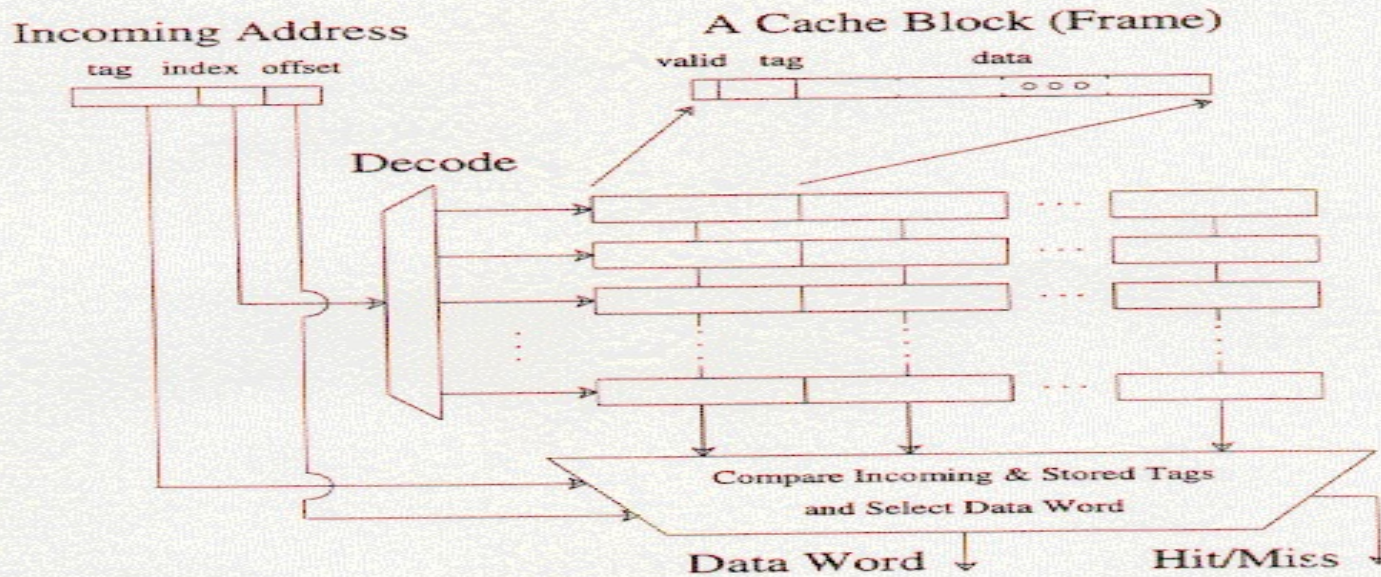 Incoming Address
A Cache Block (Frame)
tag index offset
valid tag data
Decode
Compare Incoming & Stored Tags
and Select Data Word
Data Word
Hit/Miss